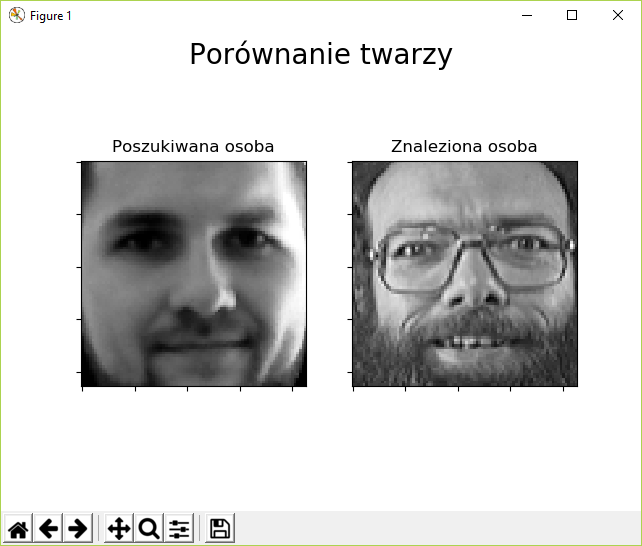 Figure 1
Porównanie twarzy
Poszukiwana osoba
Znaleziona osoba